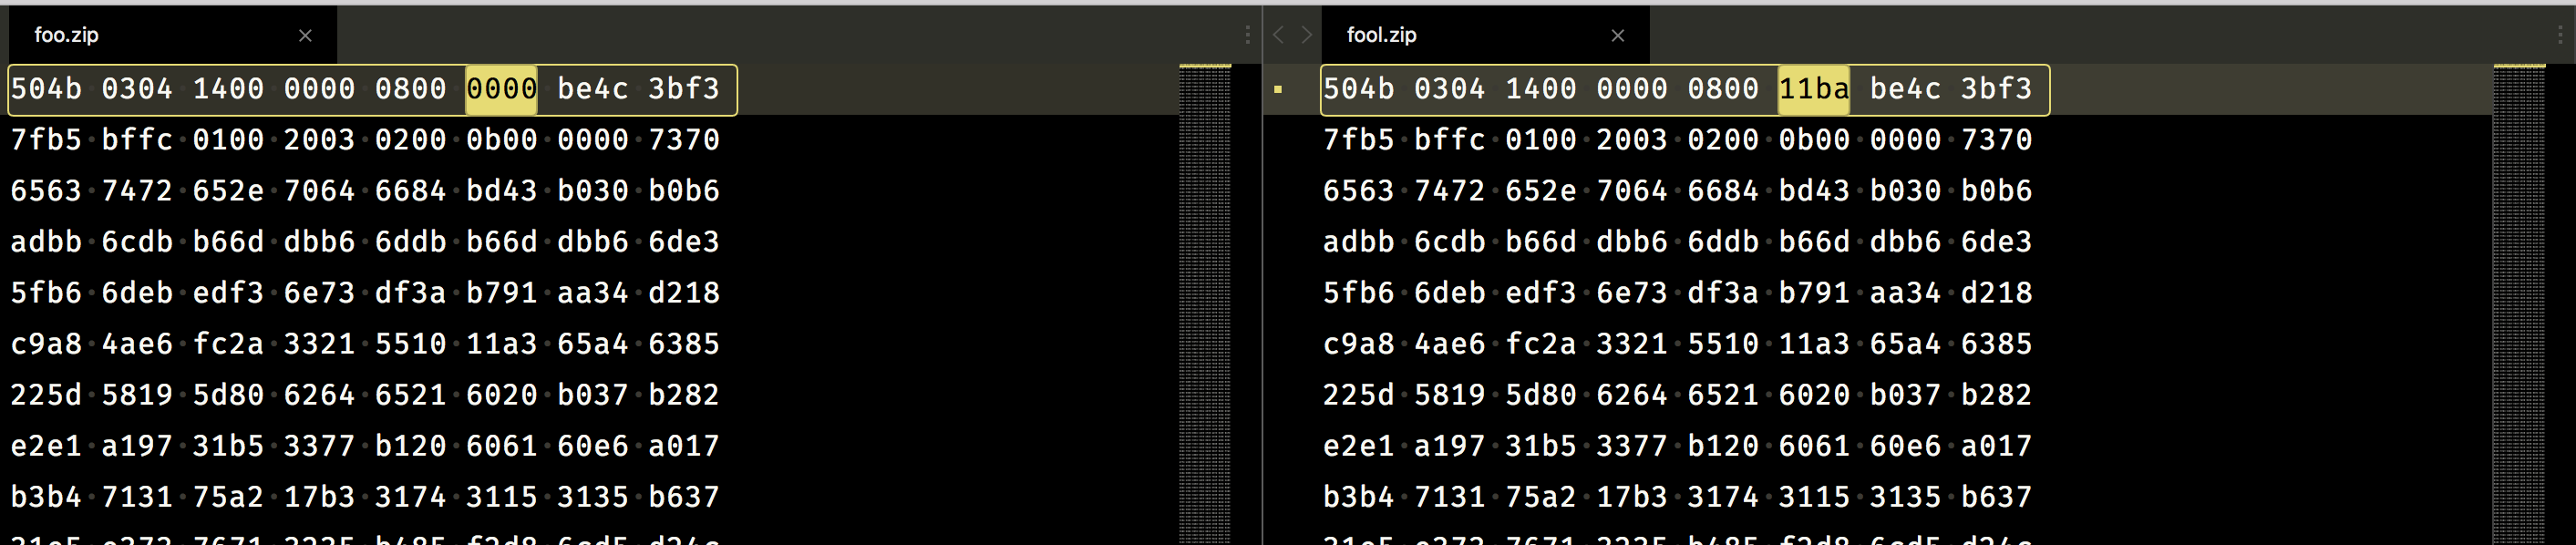 foo.zip
504b 0304 1400 0000 0800 0000 be4c 3bf3
7fb5 bffc 0100 2003 0200 0b00 0000 7370
6563 7472 652e 7064 6684 bd43 b030 b0b6
adbb 6cdb b66d dbb6 6ddb b66d dbb6 6de3
5fb6 6deb edf3 6e73 df3a b791 aa34 d218
c9a8 4ae6 fc2a 3321 5510 11a3 65a4 6385
225d 5819 5d80 6264 6521 6020 b037 b282
e2e1 a197 31b5 3377 b120 6061 60e6 a017
b3b4 7131 75a2 17b3 3174 3115 3135 b637
fool.zip
504b 0304 1400 0000 0800 11ba be4c 3bf3
7fb5 bffc 0100 2003 0200 0b00 0000 7370
6563 7472 652e 7064 6684 bd43 b030 b0b6
adbb 6cdb b66d dbb6 6ddb b66d dbb6 6de3
5fb6 6deb edf3 6e73 df3a b791 aa34 d218
c9a8 4ae6 fc2a 3321 5510 11a3 65a4 6385
225d 5819 5d80 6264 6521 6020 b037 b282
e2e1 a197 31b5 3377 b120 6061 60e6 a017
b3b4 7131 75a2 17b3 3174 3115 3135 b637